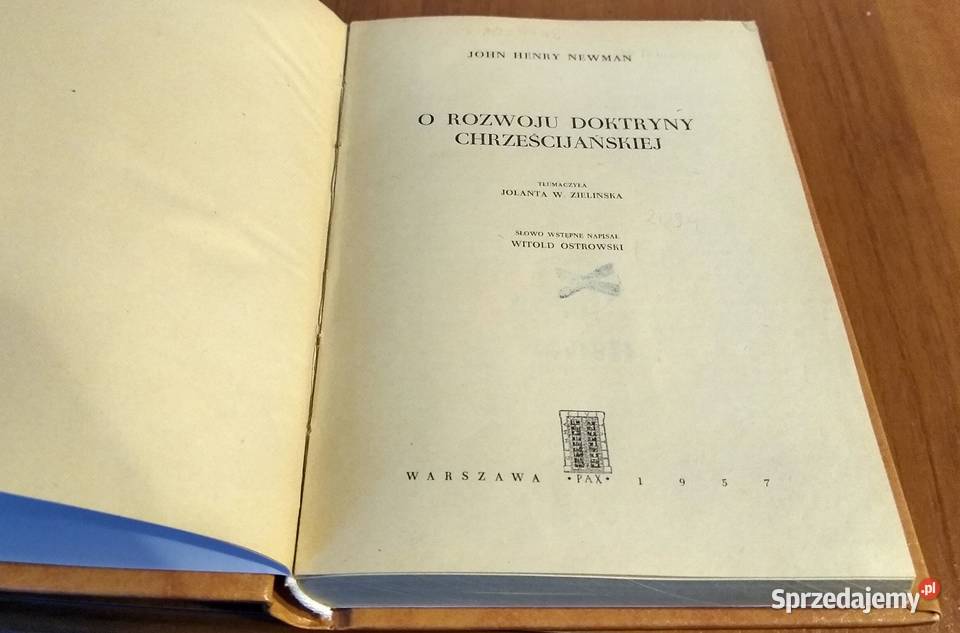 JOHN HENRY NEWMAN
O ROZWOJU DOKTRYNY
CHRZEŚCIJAŃSKIEJ
TŁUMACZYŁA
JOLANTA W. ZIELIŃSKA
SŁOWO WSTĘPNE NAPISAŁ
WITOLD OSTROWSKI
WARSZAWA • PAX • 1957
Sprzedajemy.pl